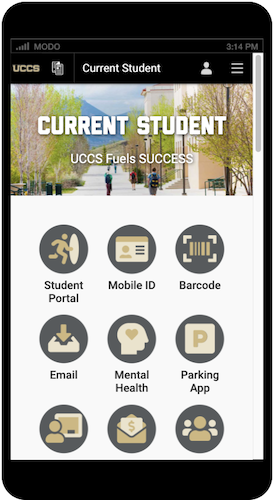 MODO 3:14 PM
UCCS Current Student
CURRENT STUDENT
UCCS Fuels SUCCESS
Student Portal
Mobile ID
Barcode
Email
Mental Health
Parking App
P
$